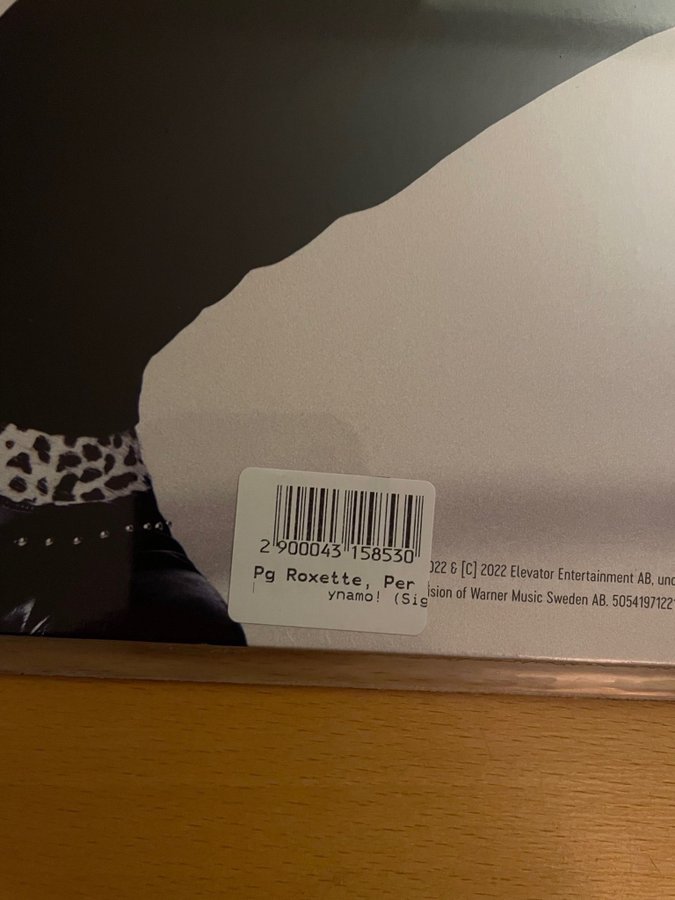 2 900043 158530
Pg Roxette, Per
ynamo! (Sig
022 & [C] 2022 Elevator Entertainment AB, und
ision of Warner Music Sweden AB. 5054197122